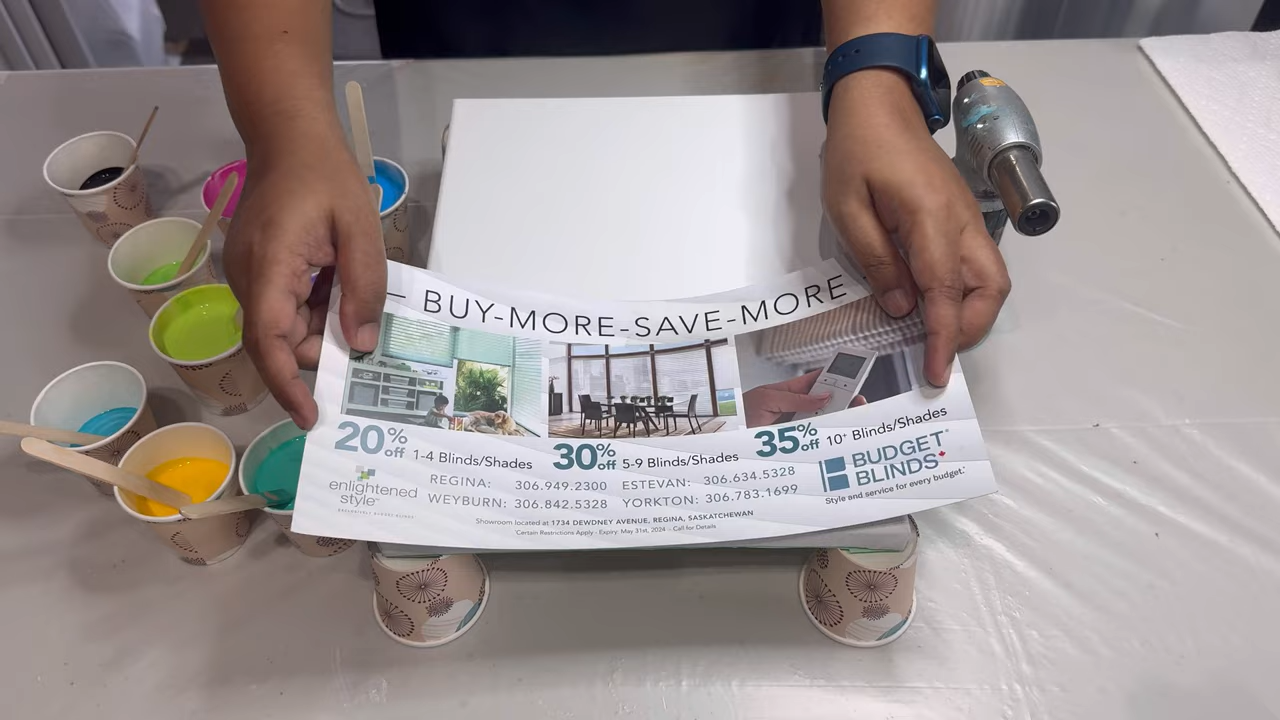 BUY-MORE-SAVE-MORE
20% off 1-4 Blinds/Shades
30% off 5-9 Blinds/Shades
35% off 10+ Blinds/Shades
enlightened
style™
REGINA: 306.949.2300 ESTEVAN: 306.634.5328
WEYBURN: 306.842.5328 YORKTON: 306.783.1699
BUDGET
BLINDS®
Style and service for every budget.®
Showroom located at 1734 DEWDNEY AVENUE, REGINA, SASKATCHEWAN
*Certain Restrictions Apply - Expiry: May 31st, 2024 - Call for Details